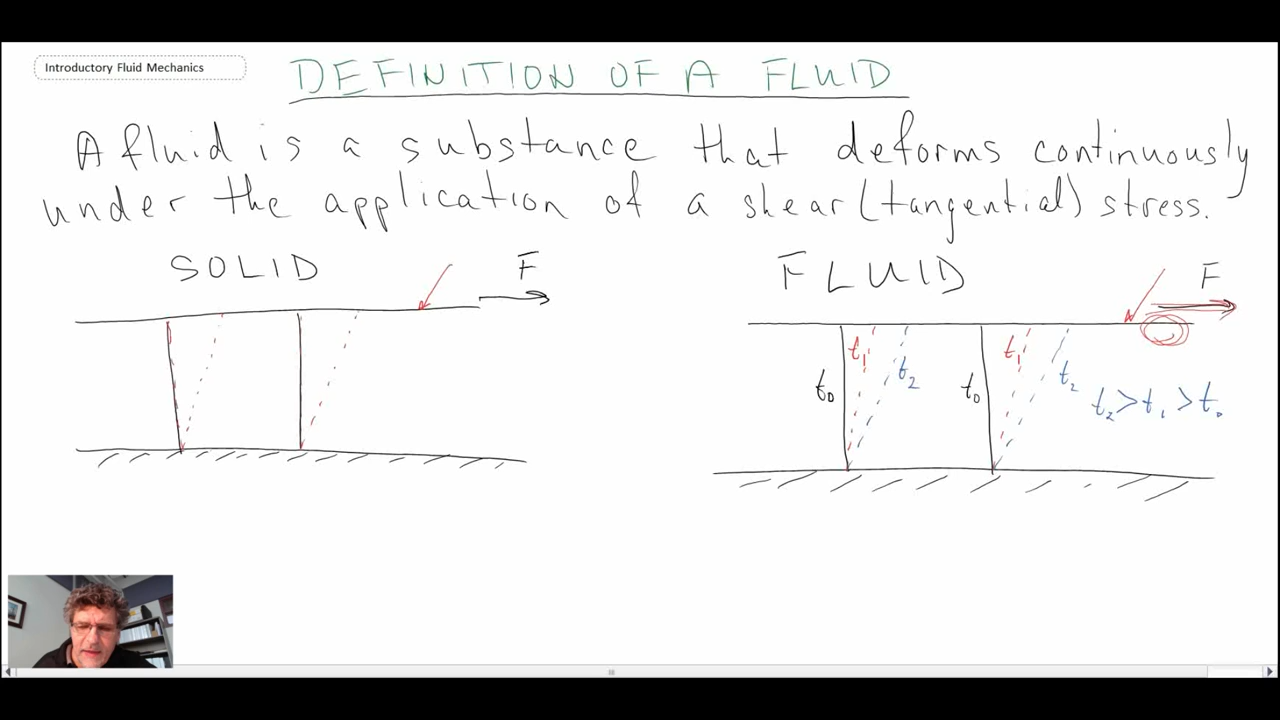 Introductory Fluid Mechanics
DEFINITION OF A FLUID
A fluid is a substance that deforms continuously
under the application of a shear (tangential) stress.
SOLID
F
FLUID
F
t₁
t₂
t₀
t₁
t₂
t₀
t₂ > t₁ > t₀